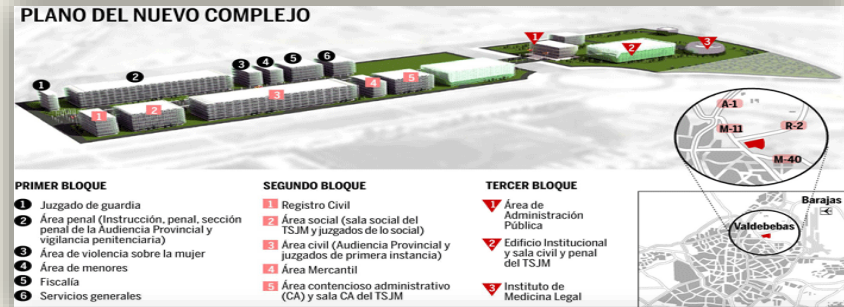 PLANO DEL NUEVO COMPLEJO
1
2
3
4
5
6
1
2
3
4
5
1
2
3
A-1
M-11
R-2
M-40
Barajas
Valdebebas
PRIMER BLOQUE
1 Juzgado de guardia
2 Área penal (Instrucción, penal, sección
penal de la Audiencia Provincial y
vigilancia penitenciaria)
3 Área de violencia sobre la mujer
4 Área de menores
5 Fiscalía
6 Servicios generales
SEGUNDO BLOQUE
1 Registro Civil
2 Área social (sala social del
TSJM y juzgados de lo social)
3 Área civil (Audiencia Provincial y
juzgados de primera instancia)
4 Área Mercantil
5 Área contencioso administrativo
(CA) y sala CA del TSJM
TERCER BLOQUE
1 Área de
Administración
Pública
2 Edificio Institucional
y sala civil y penal
del TSJM
3 Instituto de
Medicina Legal